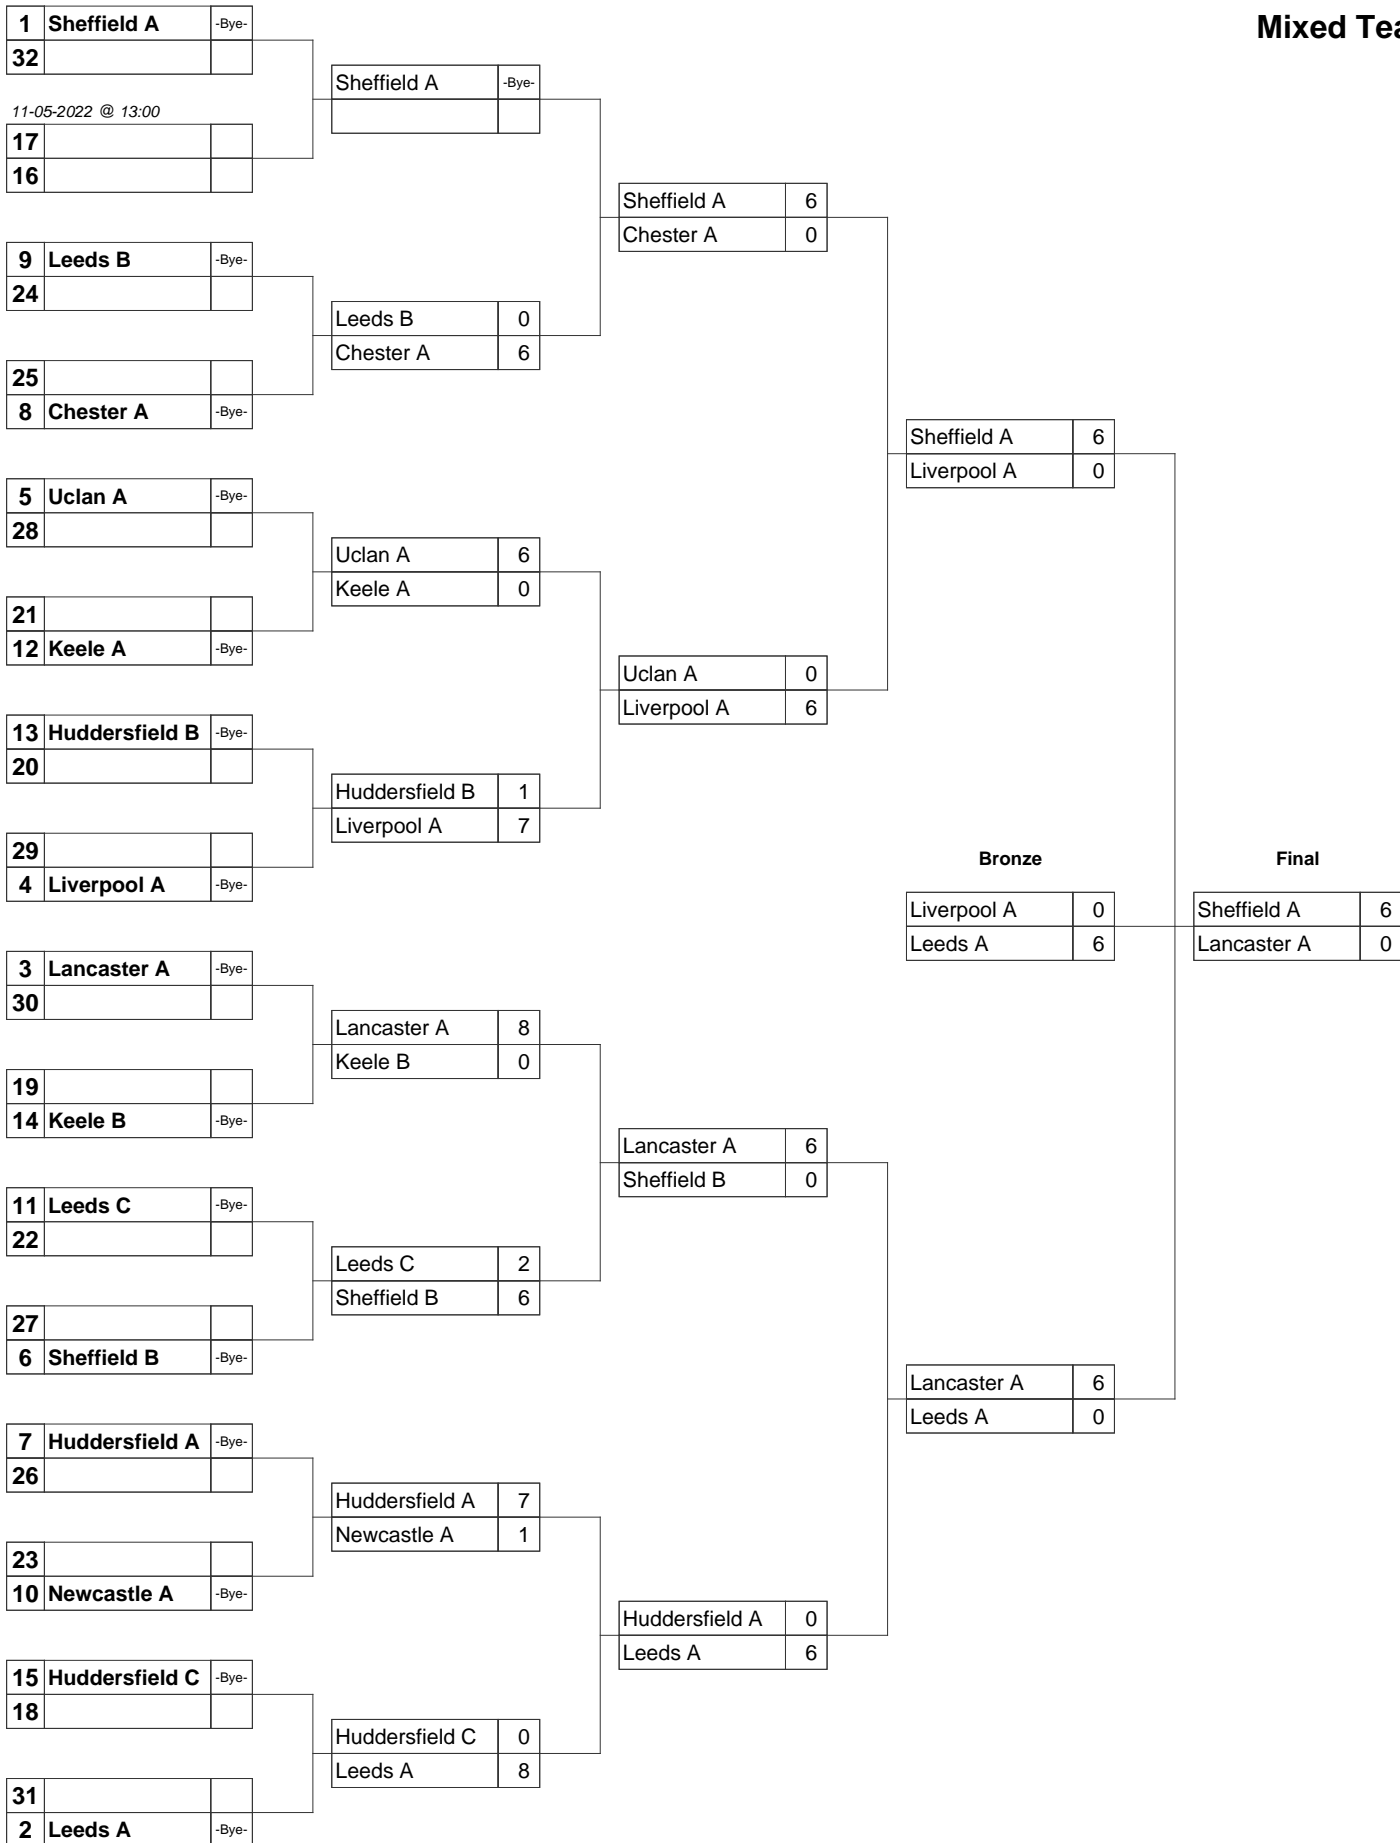 Mixed Tea
1 Sheffield A -Bye-
32
11-05-2022 @ 13:00
17
16
9 Leeds B -Bye-
24
25
8 Chester A -Bye-
5 Uclan A -Bye-
28
21
12 Keele A -Bye-
13 Huddersfield B -Bye-
20
29
4 Liverpool A -Bye-
3 Lancaster A -Bye-
30
19
14 Keele B -Bye-
11 Leeds C -Bye-
22
27
6 Sheffield B -Bye-
7 Huddersfield A -Bye-
26
23
10 Newcastle A -Bye-
15 Huddersfield C -Bye-
18
31
2 Leeds A -Bye-
Sheffield A -Bye-
Leeds B 0
Chester A 6
Uclan A 6
Keele A 0
Huddersfield B 1
Liverpool A 7
Lancaster A 8
Keele B 0
Leeds C 2
Sheffield B 6
Huddersfield A 7
Newcastle A 1
Huddersfield C 0
Leeds A 8
Sheffield A 6
Chester A 0
Uclan A 0
Liverpool A 6
Lancaster A 6
Sheffield B 0
Huddersfield A 0
Leeds A 6
Sheffield A 6
Liverpool A 0
Lancaster A 6
Leeds A 0
Bronze
Liverpool A 0
Leeds A 6
Final
Sheffield A 6
Lancaster A 0